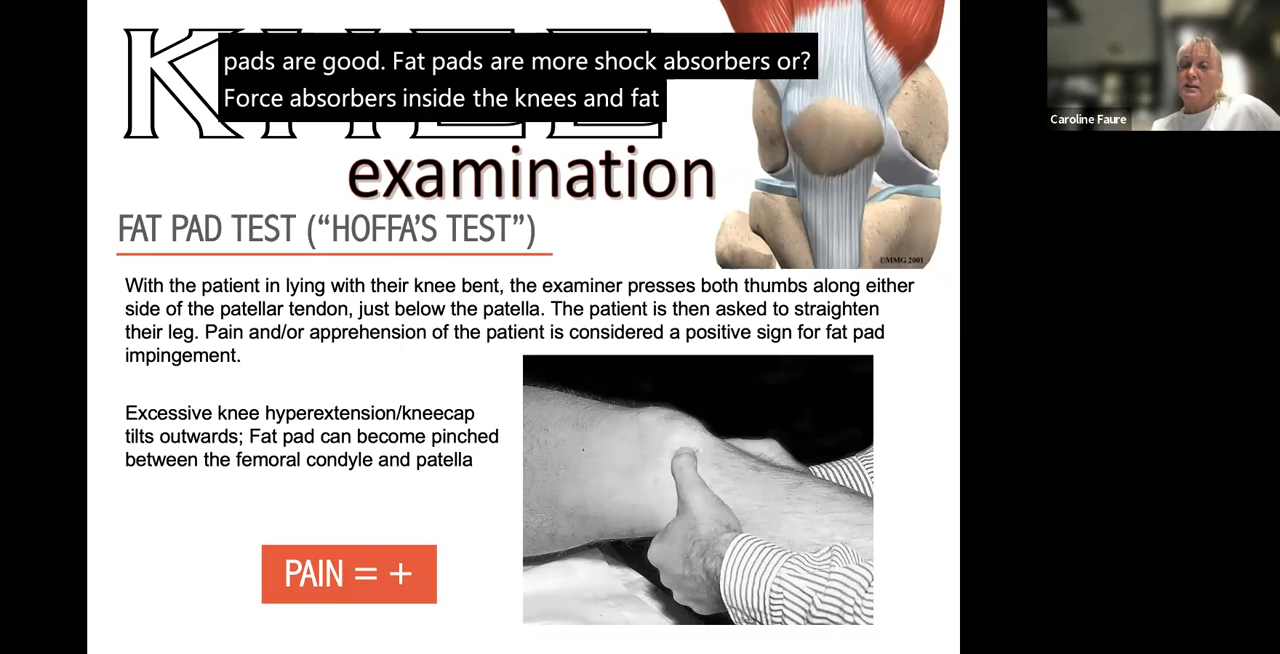 KNEE
pads are good. Fat pads are more shock absorbers or?
Force absorbers inside the knees and fat
examination
©MMG 2001
Caroline Faure
FAT PAD TEST (“HOFFA’S TEST”)
With the patient in lying with their knee bent, the examiner presses both thumbs along either
side of the patellar tendon, just below the patella. The patient is then asked to straighten
their leg. Pain and/or apprehension of the patient is considered a positive sign for fat pad
impingement.
Excessive knee hyperextension/kneecap
tilts outwards; Fat pad can become pinched
between the femoral condyle and patella
PAIN = +